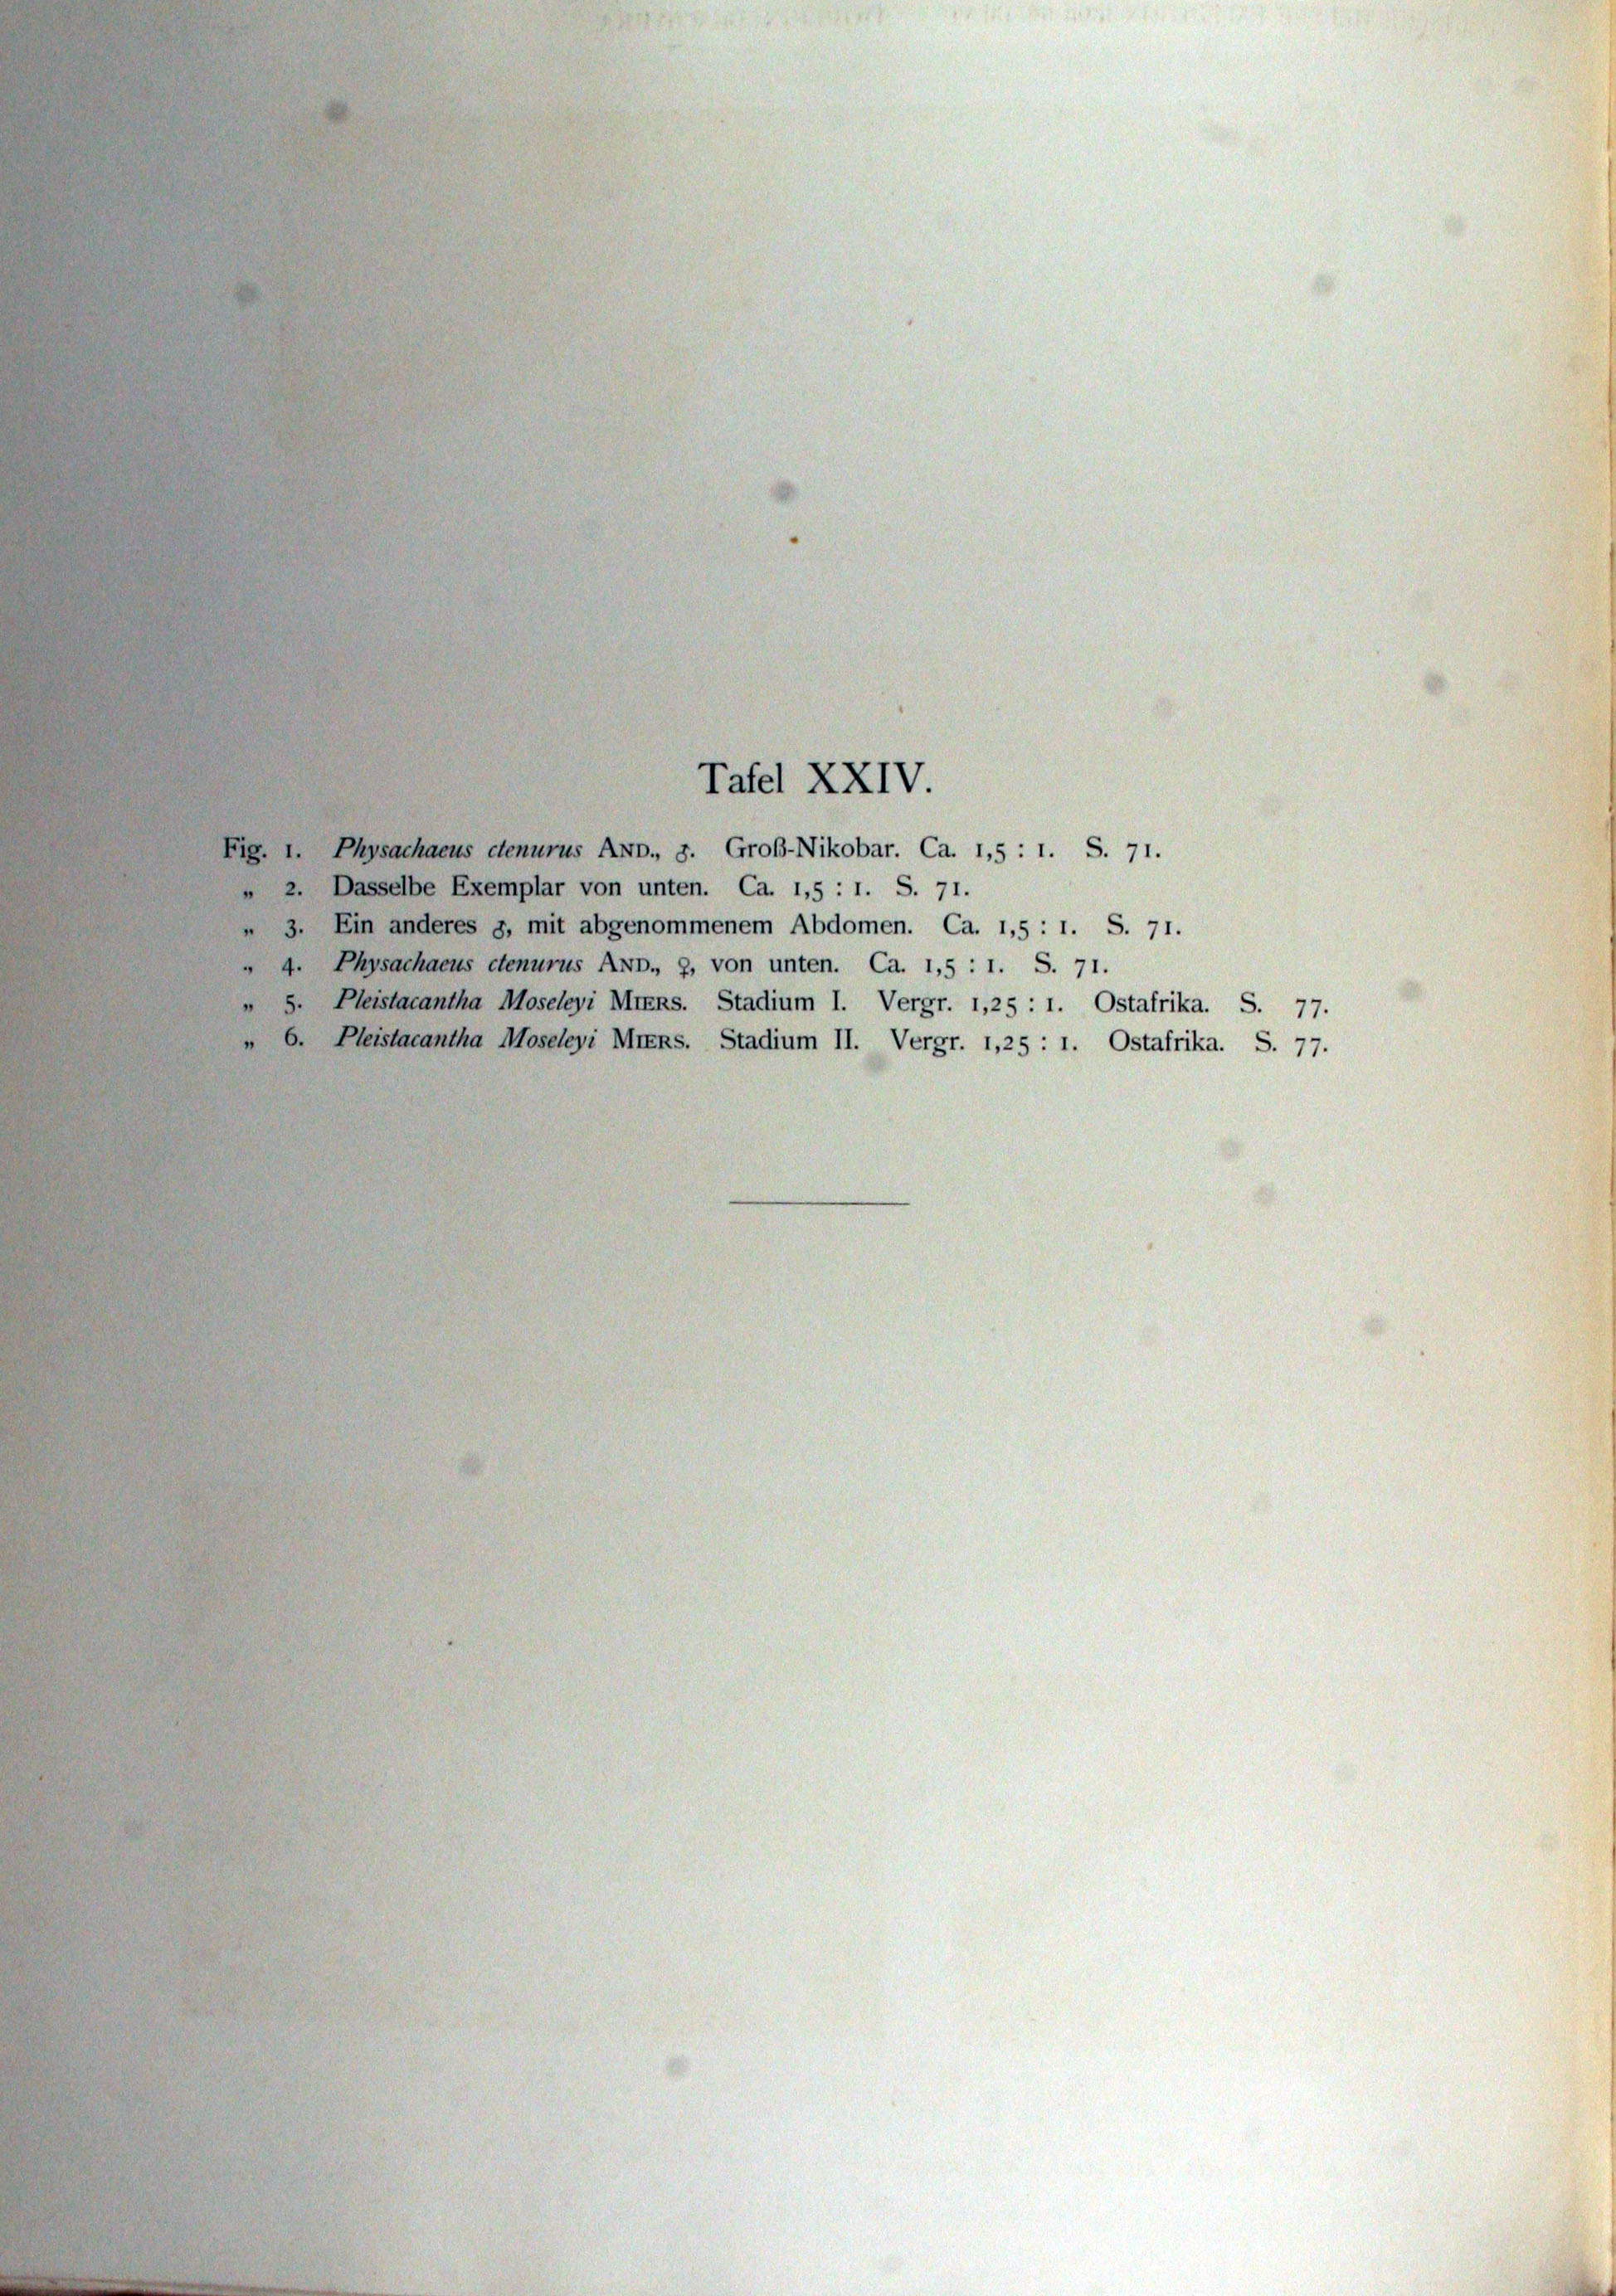 Tafel XXIV.
Fig. 1. Physachaeus ctenurus AND., ♂. Groß-Nikobar. Ca. 1,5 : 1. S. 71.
„ 2. Dasselbe Exemplar von unten. Ca. 1,5 : 1. S. 71.
„ 3. Ein anderes ♂, mit abgenommenem Abdomen. Ca. 1,5 : 1. S. 71.
„ 4. Physachaeus ctenurus AND., ♀, von unten. Ca. 1,5 : 1. S. 71.
„ 5. Pleistacantha Moseleyi MIERS. Stadium I. Vergr. 1,25 : 1. Ostafrika. S. 77.
„ 6. Pleistacantha Moseleyi MIERS. Stadium II. Vergr. 1,25 : 1. Ostafrika. S. 77.